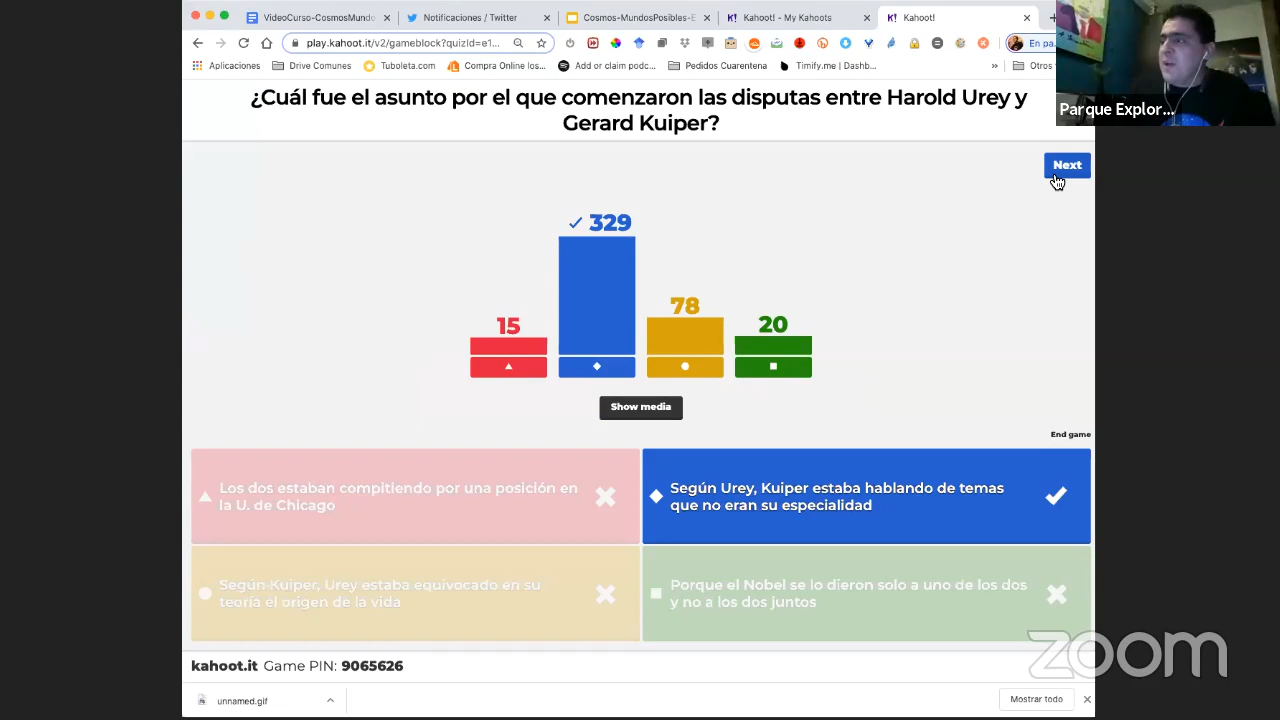 VideoCurso-CosmosMundo
Notificaciones / Twitter
Cosmos-MundosPosibles-E
Kahoot! - My Kahoots
Kahoot!
play.kahoot.it/v2/gameblock?quizId=e1...
En pa
Aplicaciones
Drive Comunes
Tuboleta.com
Compra Online los...
Add or claim podc...
Pedidos Cuarentena
Timify.me | Dashb...
»
Otros
Parque Explor...
¿Cuál fue el asunto por el que comenzaron las disputas entre Harold Urey y
Gerard Kuiper?
Next
15
329
78
20
Show media
End game
Los dos estaban compitiendo por una posición en
la U. de Chicago
Según Urey, Kuiper estaba hablando de temas
que no eran su especialidad
Según Kuiper, Urey estaba equivocado en su
teoría el origen de la vida
Porque el Nobel se lo dieron solo a uno de los dos
y no a los dos juntos
kahoot.it Game PIN: 9065626
zoom
unnamed.gif
Mostrar todo